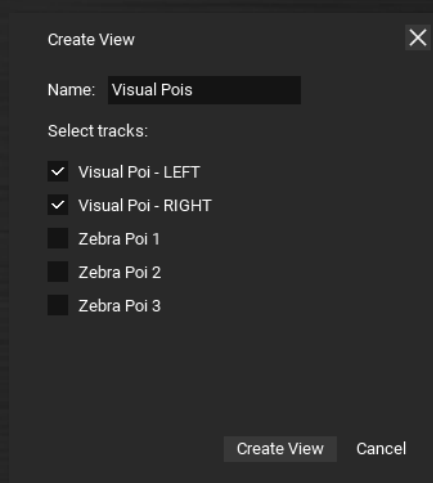 Create View
Name: Visual Pois
Select tracks:
Visual Poi - LEFT
Visual Poi - RIGHT
Zebra Poi 1
Zebra Poi 2
Zebra Poi 3
Create View Cancel